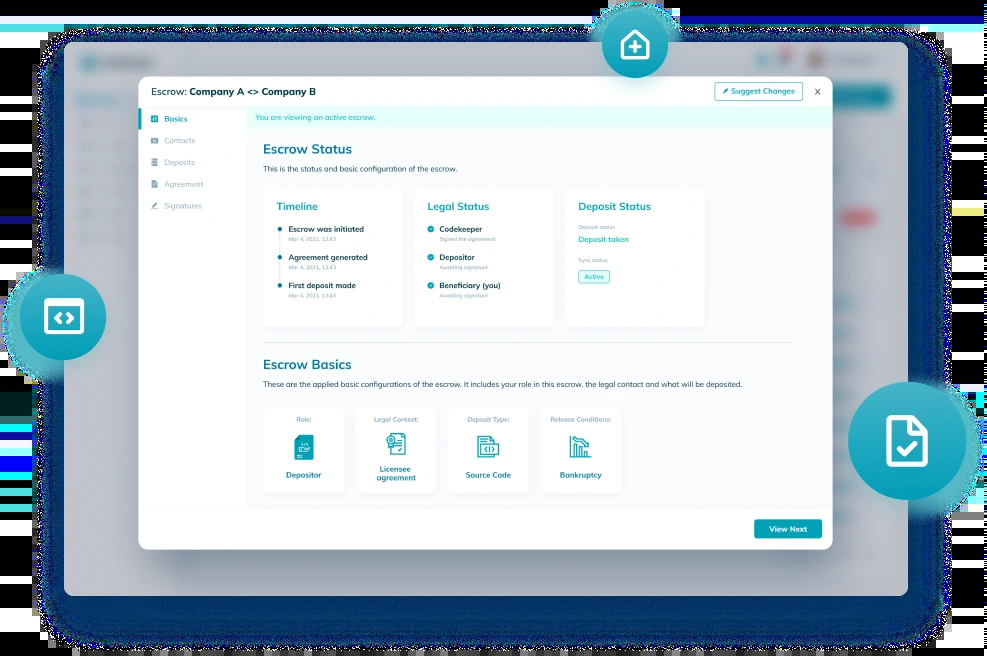 Escrow: Company A <> Company B
Suggest Changes
X
Basics
Contacts
Deposits
Agreement
Signatures
You are viewing an active escrow.
Escrow Status
This is the status and basic configuration of the escrow.
Timeline
Escrow was initiated
Mar 4, 2021, 13:43
Agreement generated
Mar 4, 2021, 13:43
First deposit made
Mar 4, 2021, 13:43
Legal Status
Codekeeper
Signed the agreement
Depositor
Awaiting signature
Beneficiary (you)
Awaiting signature
Deposit Status
Deposit status
Deposit taken
Sync status
Active
Escrow Basics
These are the applied basic configurations of the escrow. It includes your role in this escrow, the legal contact and what will be deposited.
Role:
Depositor
Legal Context:
Licensee
agreement
Deposit Type:
Source Code
Release Conditions:
Bankruptcy
View Next